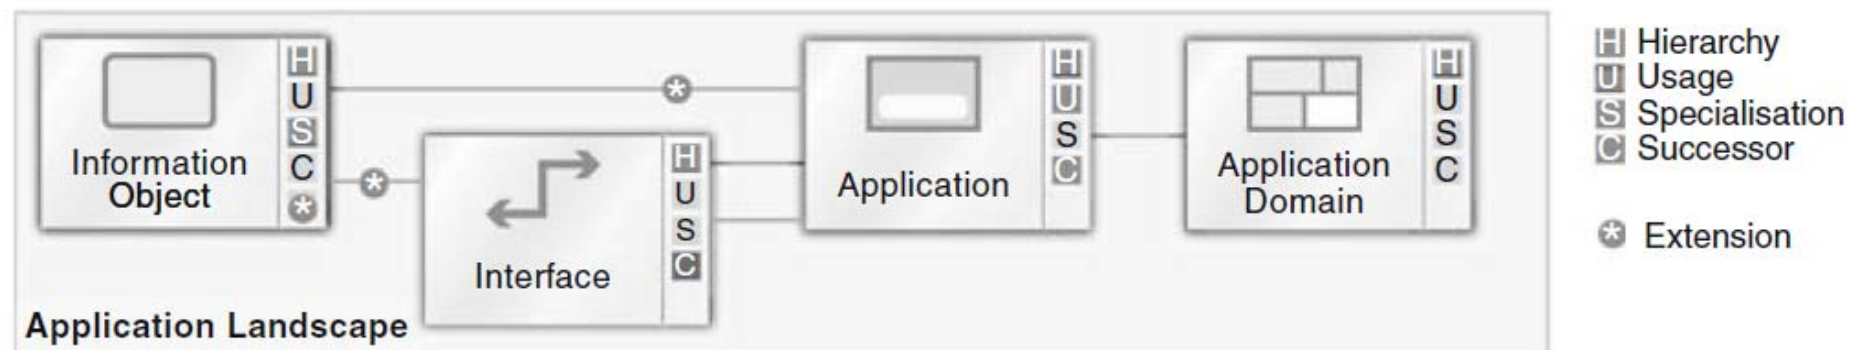 Information
Object
H
U
S
C
*
*
*
Interface
H
U
S
C
Application
H
U
S
C
Application
Domain
H
U
S
C
Application Landscape
H Hierarchy
U Usage
S Specialisation
C Successor
* Extension